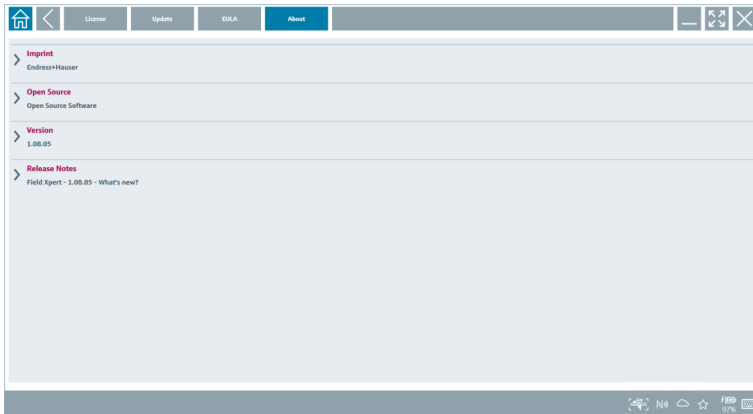 License
Update
EULA
About
Imprint
Endress+Hauser
Open Source
Open Source Software
Version
1.08.05
Release Notes
Field Xpert - 1.08.05 - What's new?
97%